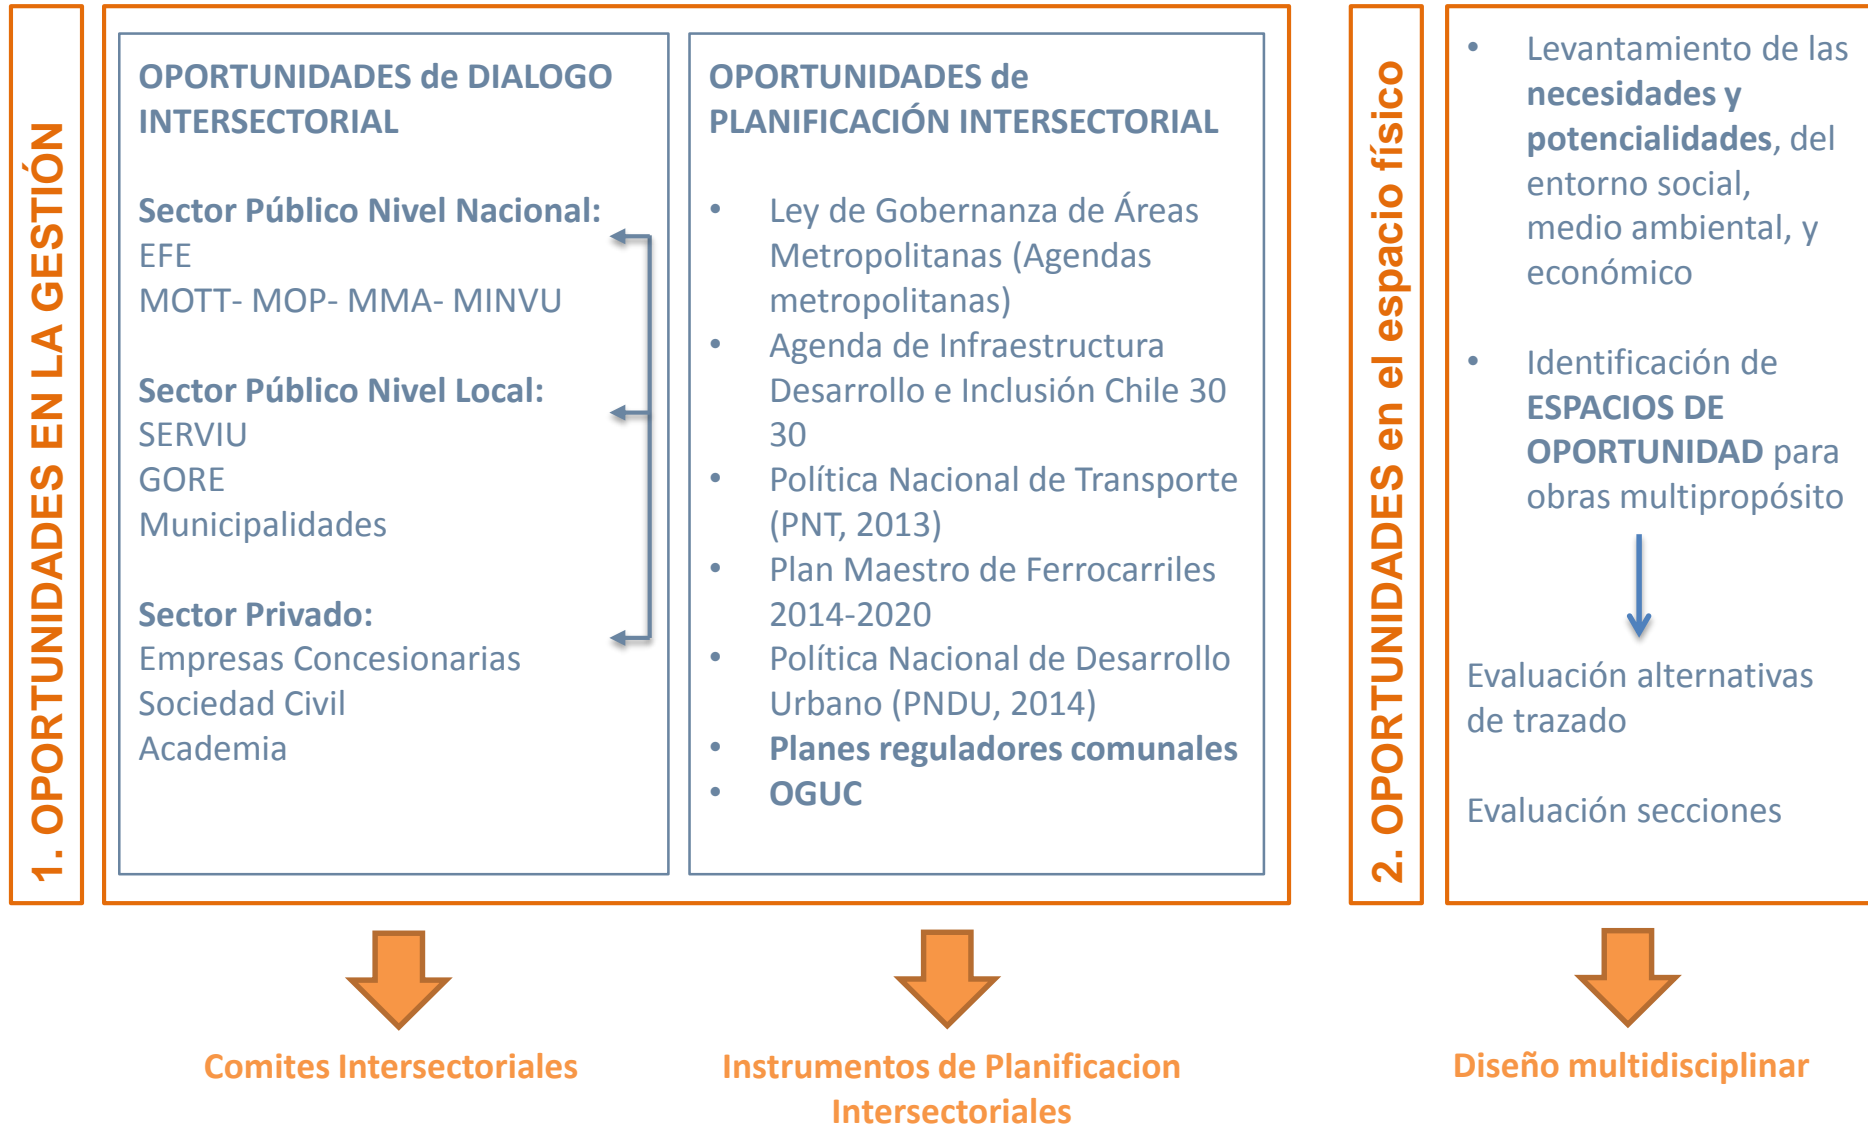 1. OPORTUNIDADES EN LA GESTIÓN
OPORTUNIDADES de DIALOGO
INTERSECTORIAL
Sector Público Nivel Nacional:
EFE
MOTT- MOP- MMA- MINVU
Sector Público Nivel Local:
SERVIU
GORE
Municipalidades
Sector Privado:
Empresas Concesionarias
Sociedad Civil
Academia
OPORTUNIDADES de
PLANIFICACIÓN INTERSECTORIAL
• Ley de Gobernanza de Áreas
Metropolitanas (Agendas
metropolitanas)
• Agenda de Infraestructura
Desarrollo e Inclusión Chile 30
30
• Política Nacional de Transporte
(PNT, 2013)
• Plan Maestro de Ferrocarriles
2014-2020
• Política Nacional de Desarrollo
Urbano (PNDU, 2014)
• Planes reguladores comunales
• OGUC
Comites Intersectoriales
Instrumentos de Planificacion
Intersectoriales
2. OPORTUNIDADES en el espacio físico
• Levantamiento de las
necesidades y
potencialidades, del
entorno social,
medio ambiental, y
económico
• Identificación de
ESPACIOS DE
OPORTUNIDAD para
obras multipropósito
Evaluación alternativas
de trazado
Evaluación secciones
Diseño multidisciplinar